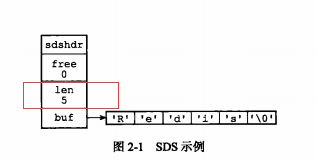 sdshdr
free
0
len
5
buf
'R' 'e' 'd' 'i' 's' '\0'
图 2-1 SDS 示例